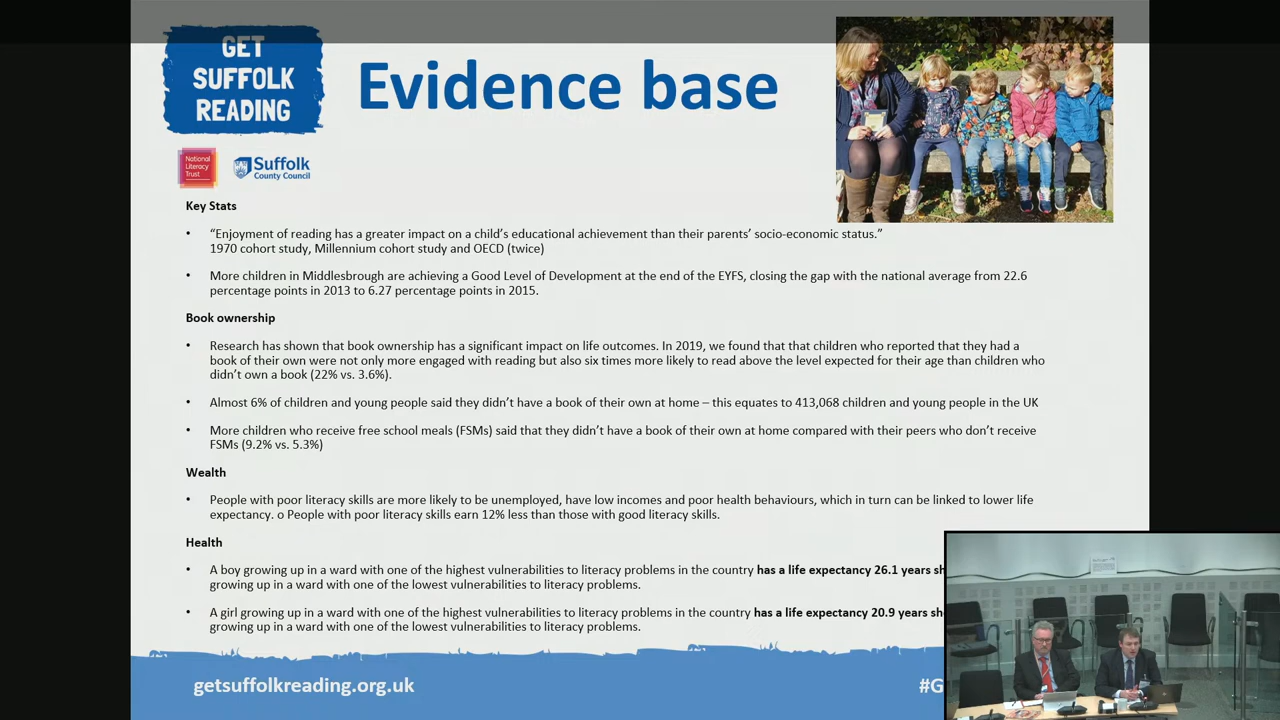 GET
SUFFOLK
READING
Evidence base
National
Literacy
Trust
Suffolk
County Council
Key Stats
• “Enjoyment of reading has a greater impact on a child’s educational achievement than their parents’ socio-economic status.”
1970 cohort study, Millennium cohort study and OECD (twice)
• More children in Middlesbrough are achieving a Good Level of Development at the end of the EYFS, closing the gap with the national average from 22.6
percentage points in 2013 to 6.27 percentage points in 2015.
Book ownership
• Research has shown that book ownership has a significant impact on life outcomes. In 2019, we found that that children who reported that they had a
book of their own were not only more engaged with reading but also six times more likely to read above the level expected for their age than children who
didn’t own a book (22% vs. 3.6%).
• Almost 6% of children and young people said they didn’t have a book of their own at home – this equates to 413,068 children and young people in the UK
• More children who receive free school meals (FSMs) said that they didn’t have a book of their own at home compared with their peers who don’t receive
FSMs (9.2% vs. 5.3%)
Wealth
• People with poor literacy skills are more likely to be unemployed, have low incomes and poor health behaviours, which in turn can be linked to lower life
expectancy. o People with poor literacy skills earn 12% less than those with good literacy skills.
Health
• A boy growing up in a ward with one of the highest vulnerabilities to literacy problems in the country has a life expectancy 26.1 years sh
growing up in a ward with one of the lowest vulnerabilities to literacy problems.
• A girl growing up in a ward with one of the highest vulnerabilities to literacy problems in the country has a life expectancy 20.9 years sh
growing up in a ward with one of the lowest vulnerabilities to literacy problems.
getsuffolkreading.org.uk
#G